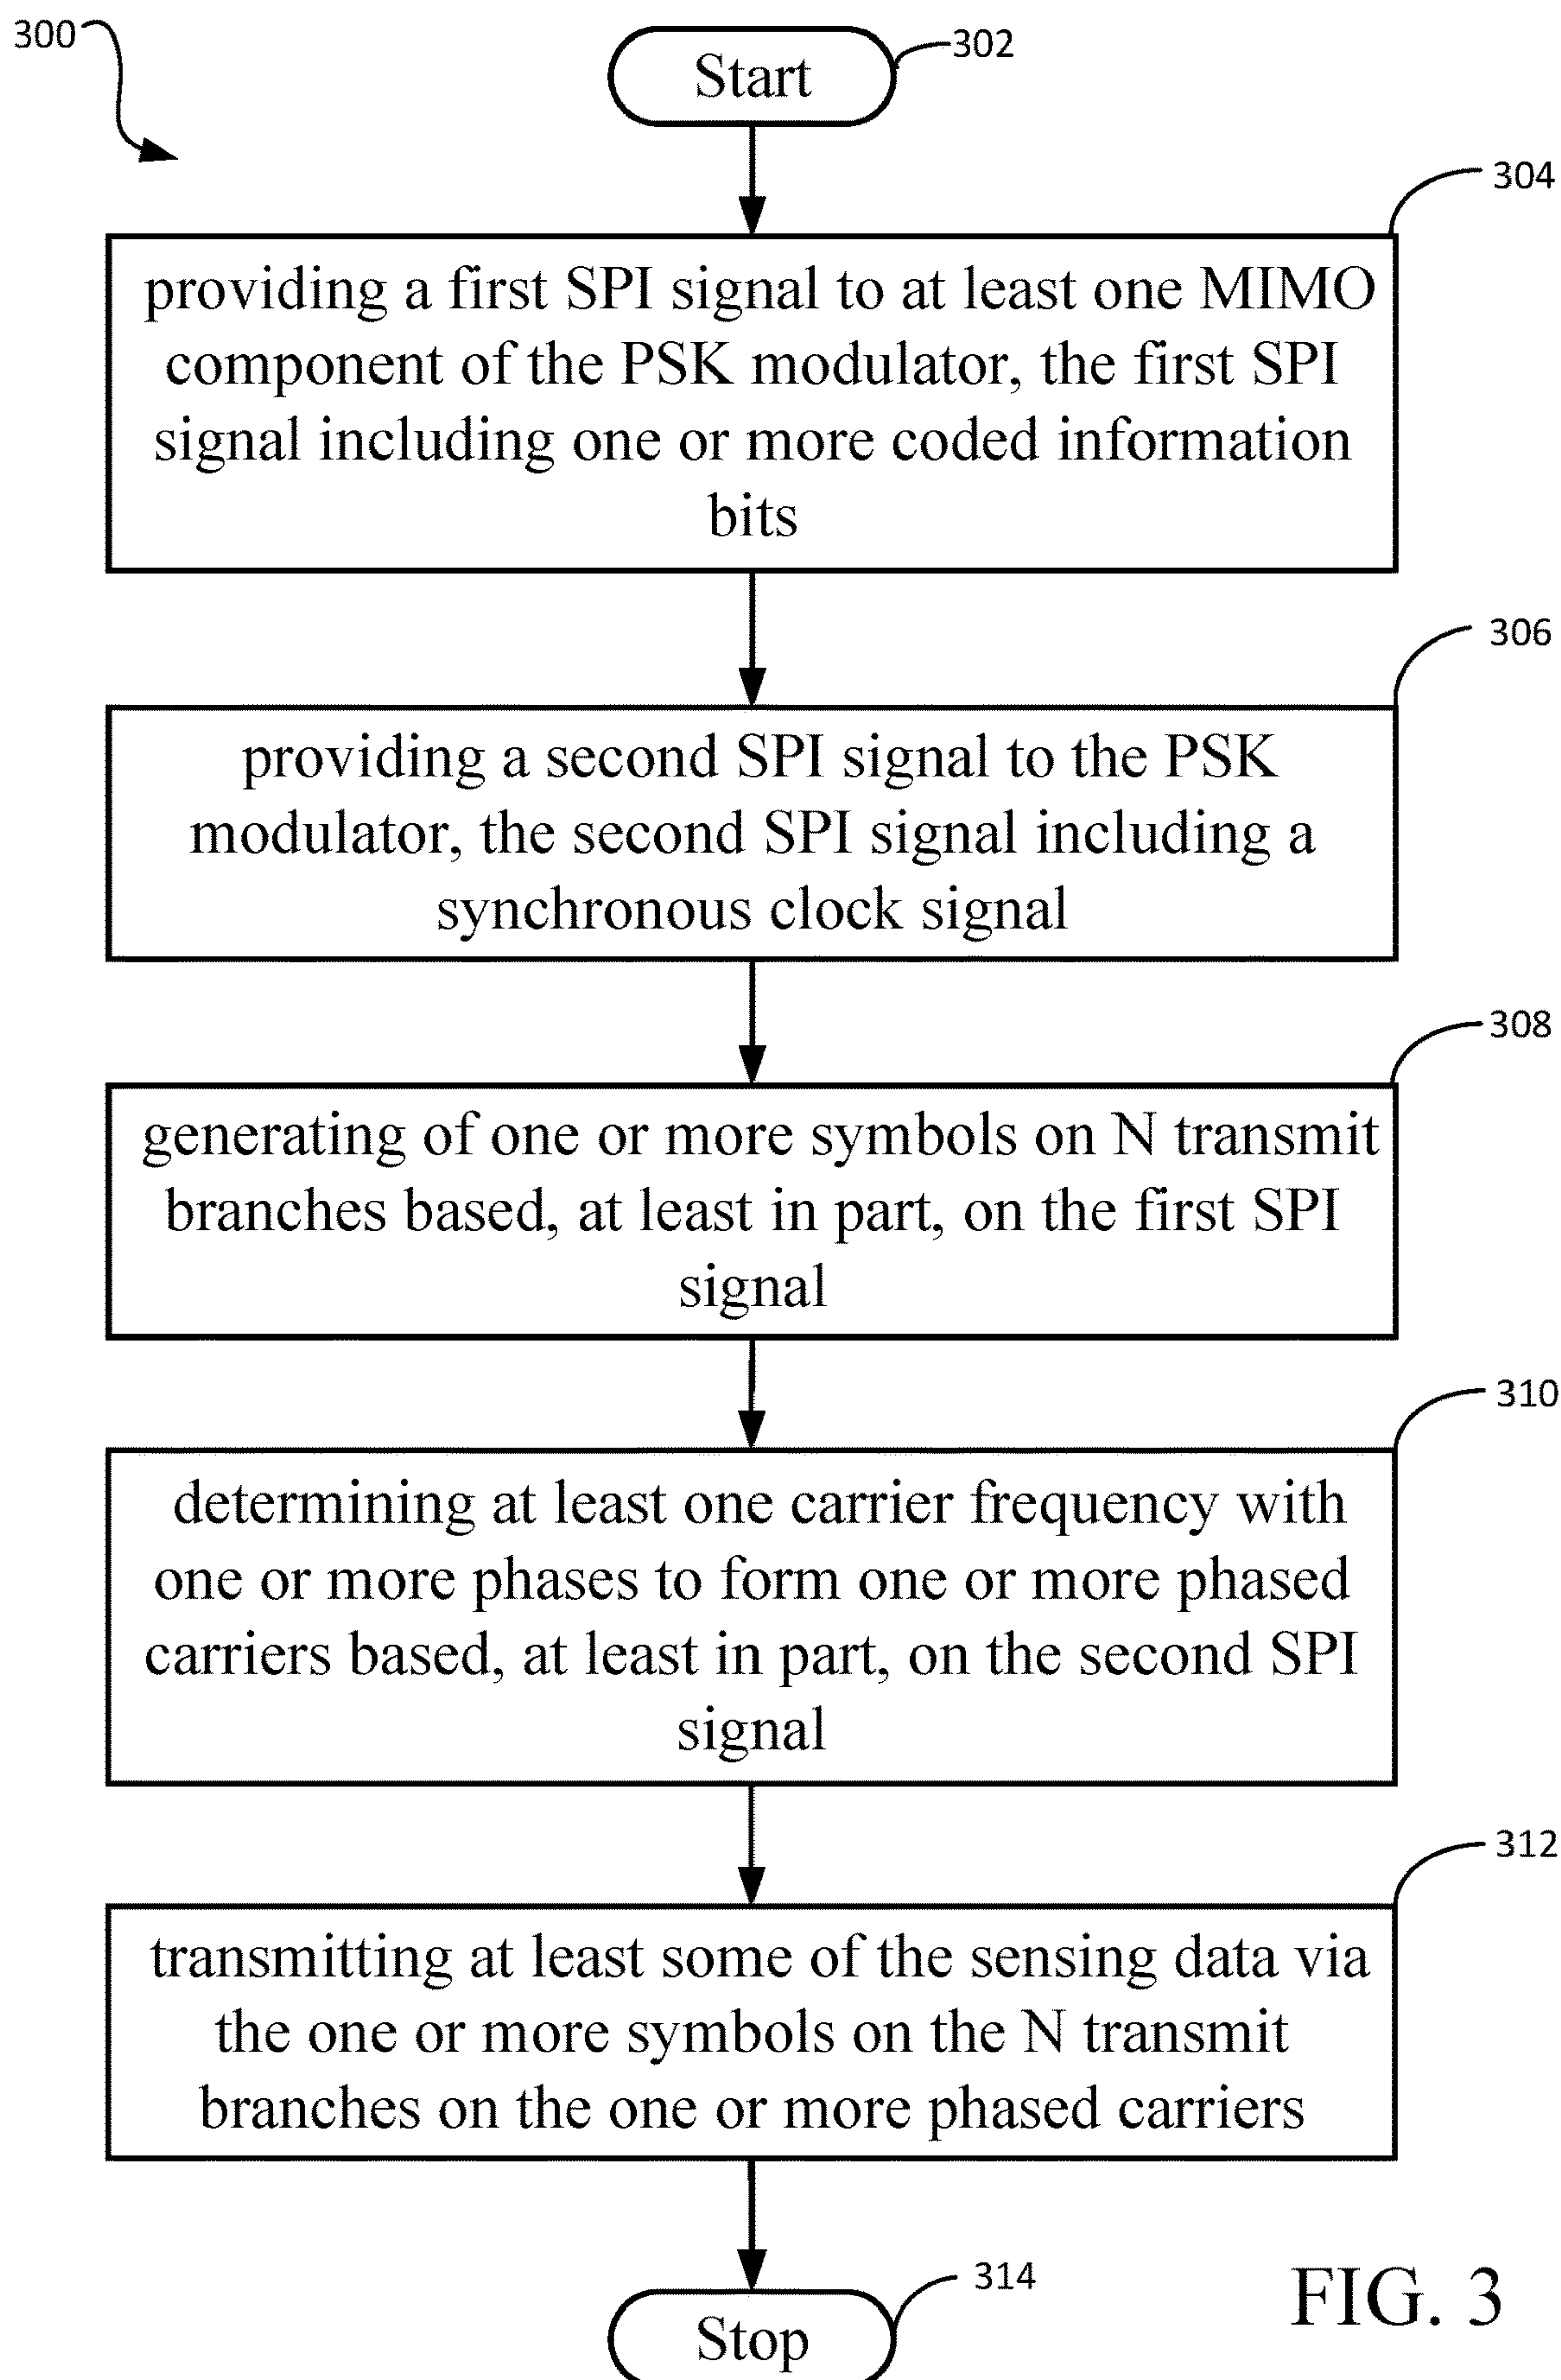 300
Start
302
304
providing a first SPI signal to at least one MIMO
component of the PSK modulator, the first SPI
signal including one or more coded information
bits
306
providing a second SPI signal to the PSK
modulator, the second SPI signal including a
synchronous clock signal
308
generating of one or more symbols on N transmit
branches based, at least in part, on the first SPI
signal
310
determining at least one carrier frequency with
one or more phases to form one or more phased
carriers based, at least in part, on the second SPI
signal
312
transmitting at least some of the sensing data via
the one or more symbols on the N transmit
branches on the one or more phased carriers
314
Stop
FIG. 3